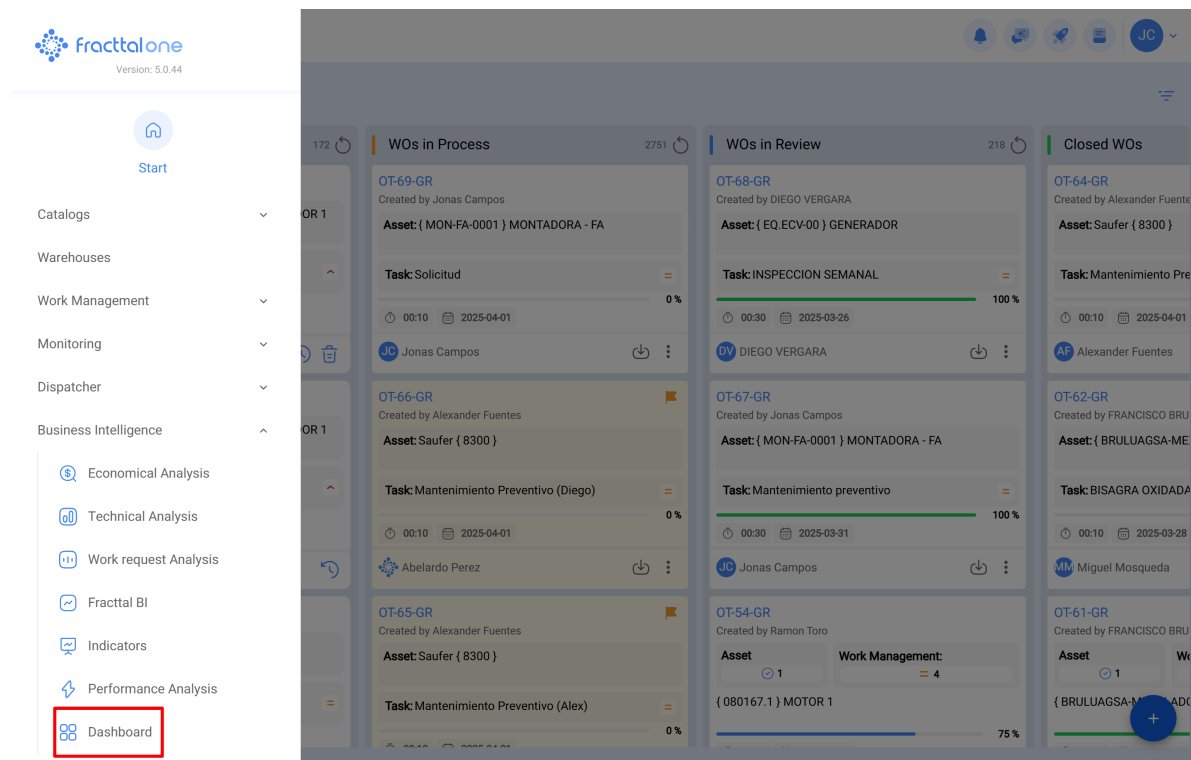 fracttalone
Version: 5.0.44
JC
Start
Catalogs
Warehouses
Work Management
Monitoring
Dispatcher
Business Intelligence
Economical Analysis
Technical Analysis
Work request Analysis
Fracttal BI
Indicators
Performance Analysis
Dashboard
172
OR 1
OR 1
WOs in Process 2751
OT-69-GR
Created by Jonas Campos
Asset: { MON-FA-0001 } MONTADORA - FA
Task: Solicitud
0 %
00:10 2025-04-01
JC Jonas Campos
OT-66-GR
Created by Alexander Fuentes
Asset: Saufer { 8300 }
Task: Mantenimiento Preventivo (Diego)
0 %
00:10 2025-04-01
Abelardo Perez
OT-65-GR
Created by Alexander Fuentes
Asset: Saufer { 8300 }
Task: Mantenimiento Preventivo (Alex)
0 %
00:10 2025-04-01
WOs in Review 218
OT-68-GR
Created by DIEGO VERGARA
Asset: { EQ.ECV-00 } GENERADOR
Task: INSPECCION SEMANAL
100 %
00:30 2025-03-26
DV DIEGO VERGARA
OT-67-GR
Created by Jonas Campos
Asset: { MON-FA-0001 } MONTADORA - FA
Task: Mantenimiento preventivo
100 %
00:30 2025-03-31
JC Jonas Campos
OT-54-GR
Created by Ramon Toro
Asset Work Management:
1 = 4
{ 080167.1 } MOTOR 1
75 %
Closed WOs
OT-64-GR
Created by Alexander Fuente
Asset: Saufer { 8300 }
Task: Mantenimiento Pre
00:10 2025-04-01
AF Alexander Fuentes
OT-62-GR
Created by FRANCISCO BRU
Asset: { BRULUAGSA-ME
Task: BISAGRA OXIDADA
00:10 2025-03-28
MM Miguel Mosqueda
OT-61-GR
Created by FRANCISCO BRU
Asset Wo
1
{ BRULUAGSA-M
+